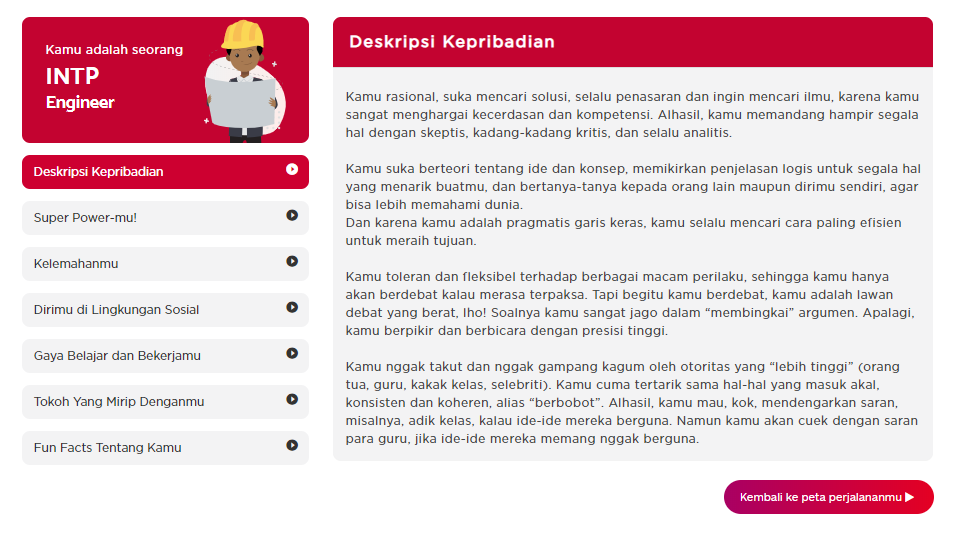 Kamu adalah seorang
INTP
Engineer
Deskripsi Kepribadian
Super Power-mu!
Kelemahanmu
Dirimu di Lingkungan Sosial
Gaya Belajar dan Bekerjamu
Tokoh Yang Mirip Denganmu
Fun Facts Tentang Kamu
Deskripsi Kepribadian
Kamu rasional, suka mencari solusi, selalu penasaran dan ingin mencari ilmu, karena kamu
sangat menghargai kecerdasan dan kompetensi. Alhasil, kamu memandang hampir segala
hal dengan skeptis, kadang-kadang kritis, dan selalu analitis.
Kamu suka berteori tentang ide dan konsep, memikirkan penjelasan logis untuk segala hal
yang menarik buatmu, dan bertanya-tanya kepada orang lain maupun dirimu sendiri, agar
bisa lebih memahami dunia.
Dan karena kamu adalah pragmatis garis keras, kamu selalu mencari cara paling efisien
untuk meraih tujuan.
Kamu toleran dan fleksibel terhadap berbagai macam perilaku, sehingga kamu hanya
akan berdebat kalau merasa terpaksa. Tapi begitu kamu berdebat, kamu adalah lawan
debat yang berat, lho! Soalnya kamu sangat jago dalam “membingkai” argumen. Apalagi,
kamu berpikir dan berbicara dengan presisi tinggi.
Kamu nggak takut dan nggak gampang kagum oleh otoritas yang “lebih tinggi” (orang
tua, guru, kakak kelas, selebriti). Kamu cuma tertarik sama hal-hal yang masuk akal,
konsisten dan koheren, alias “berbobot”. Alhasil, kamu mau, kok, mendengarkan saran,
misalnya, adik kelas, kalau ide-ide mereka berguna. Namun kamu akan cuek dengan saran
para guru, jika ide-ide mereka memang nggak berguna.
Kembali ke peta perjalananmu